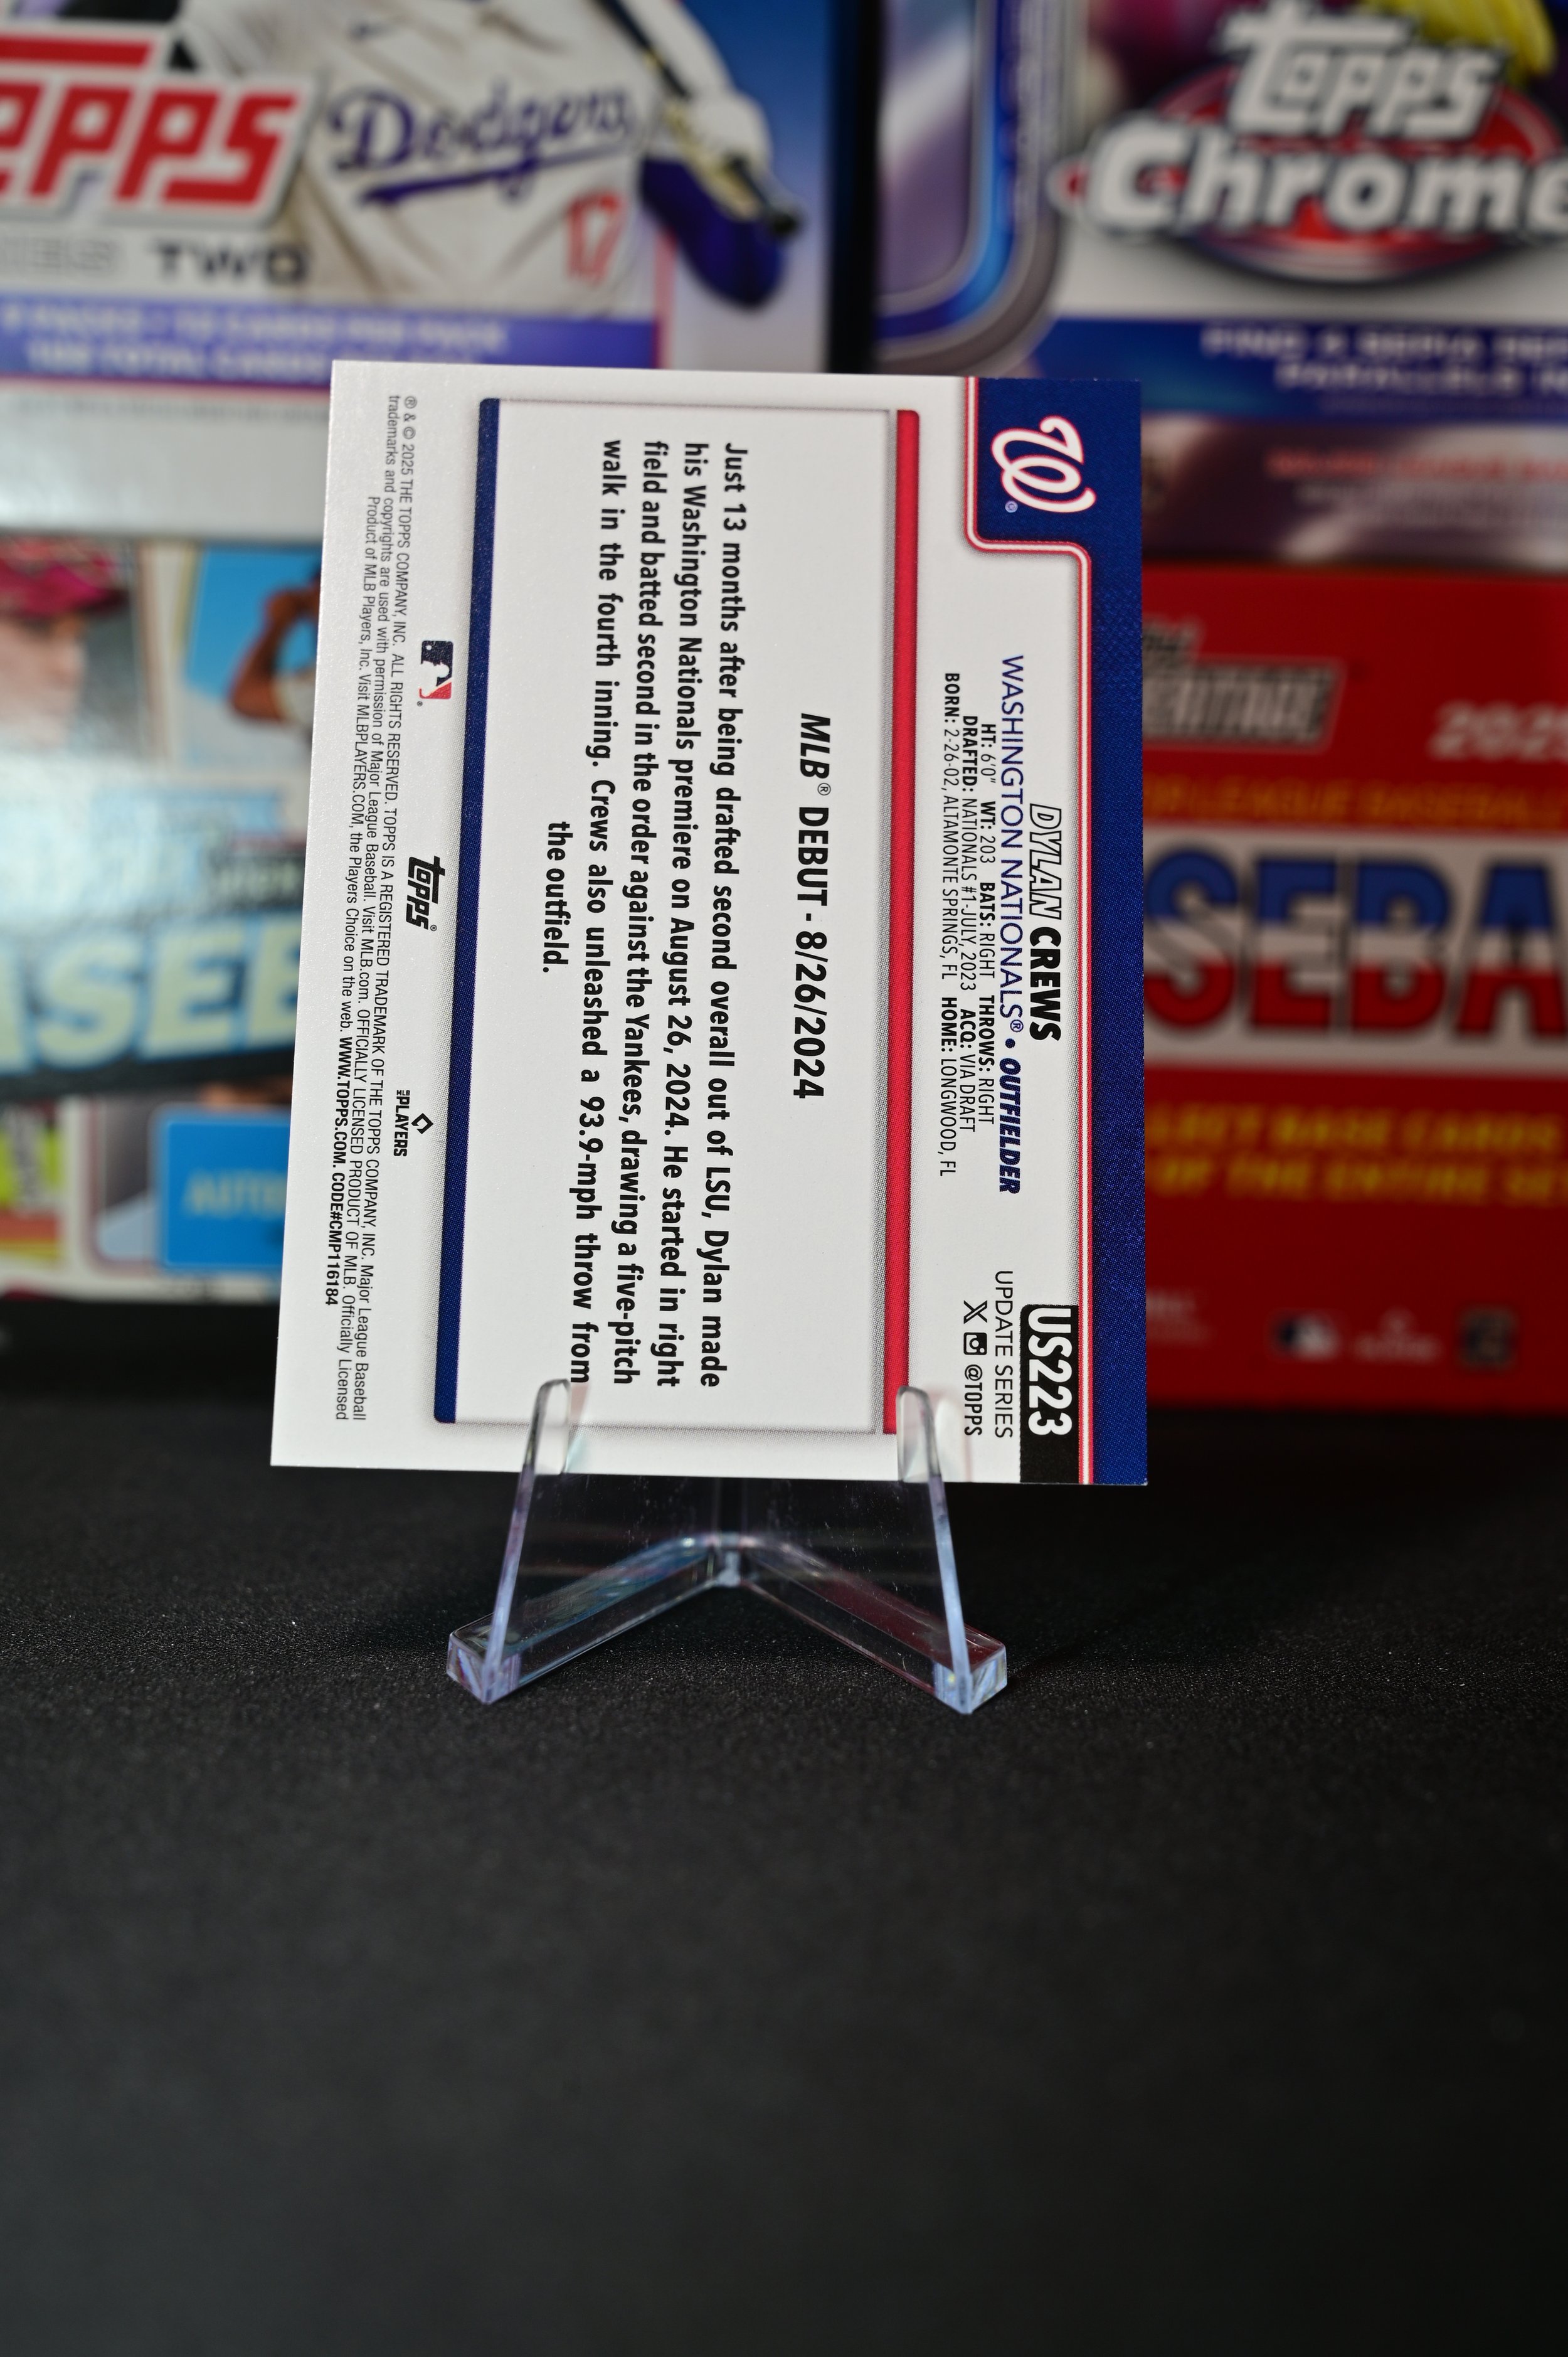 DYLAN CREWS
WASHINGTON NATIONALS® • OUTFIELDER
HT: 6'0" WT: 203 BATS: RIGHT THROWS: RIGHT
DRAFTED: NATIONALS #1-JULY, 2023 ACQ: VIA DRAFT
BORN: 2-26-02, ALTAMONTE SPRINGS, FL HOME: LONGWOOD, FL
US223
UPDATE SERIES
@TOPPS
MLB® DEBUT - 8/26/2024
Just 13 months after being drafted second overall out of LSU, Dylan made
his Washington Nationals premiere on August 26, 2024. He started in right
field and batted second in the order against the Yankees, drawing a five-pitch
walk in the fourth inning. Crews also unleashed a 93.9-mph throw from
the outfield.
topps®
PLAYERS
® & © 2025 THE TOPPS COMPANY, INC. ALL RIGHTS RESERVED. TOPPS IS A REGISTERED TRADEMARK OF THE TOPPS COMPANY, INC. Major League Baseball
trademarks and copyrights are used with permission of Major League Baseball. Visit MLB.com. OFFICIALLY LICENSED PRODUCT OF MLB. Officially Licensed
Product of MLB Players, Inc. Visit MLBPLAYERS.COM, the Players Choice on the web. WWW.TOPPS.COM. CODE#CMP116184
TOPPS
TWO
Dodgers
17
Topps
Chrome
2025